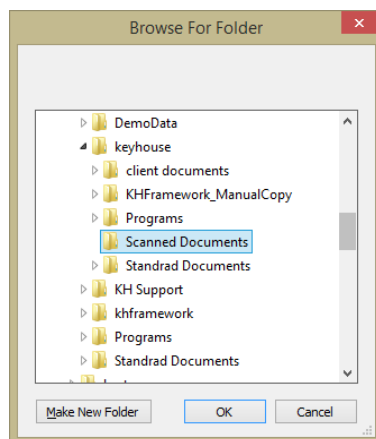 Browse For Folder
DemoData
keyhouse
client documents
KHFramework_ManualCopy
Programs
Scanned Documents
Standrad Documents
KH Support
khframework
Programs
Standrad Documents
Make New Folder OK Cancel